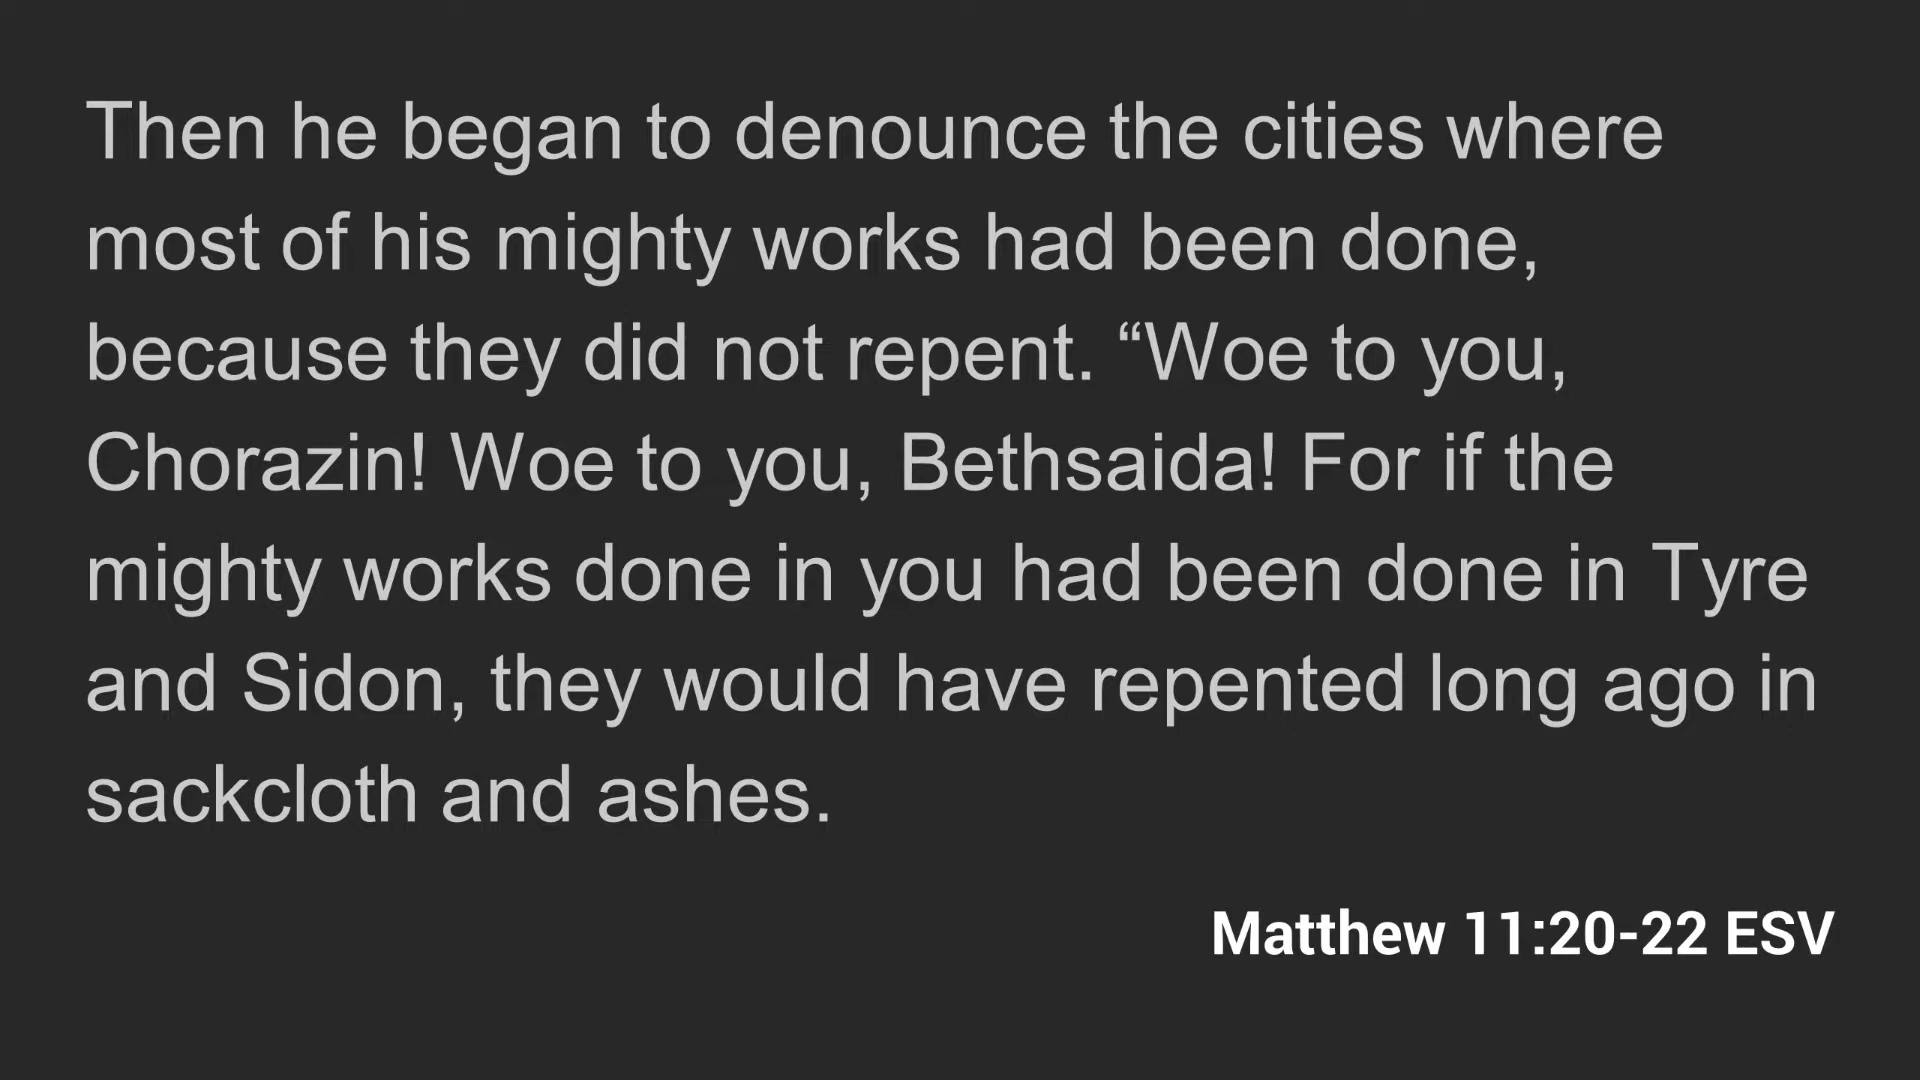 Then he began to denounce the cities where
most of his mighty works had been done,
because they did not repent. “Woe to you,
Chorazin! Woe to you, Bethsaida! For if the
mighty works done in you had been done in Tyre
and Sidon, they would have repented long ago in
sackcloth and ashes.
Matthew 11:20-22 ESV